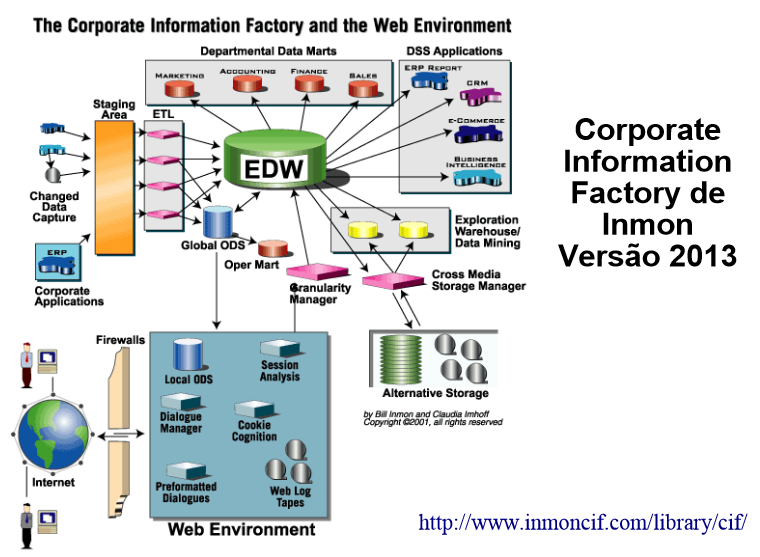 The Corporate Information Factory and the Web Environment
Departmental Data Marts
DSS Applications
MARKETING
ACCOUNTING
FINANCE
SALES
ERP REPORT
CRM
e-COMMERCE
BUSINESS
INTELLIGENCE
Staging
Area
ETL
EDW
Changed
Data
Capture
Global ODS
Oper Mart
ERP
Corporate
Applications
Exploration
Warehouse/
Data Mining
Granularity
Manager
Cross Media
Storage Manager
Alternative Storage
by Bill Inmon and Claudia Imhoff
Copyright ©2001, all rights reserved
Firewalls
Internet
Local ODS
Session
Analysis
Dialogue
Manager
Cookie
Cognition
Preformatted
Dialogues
Web Log
Tapes
Web Environment
Corporate
Information
Factory de
Inmon
Versão 2013
http://www.inmoncif.com/library/cif/